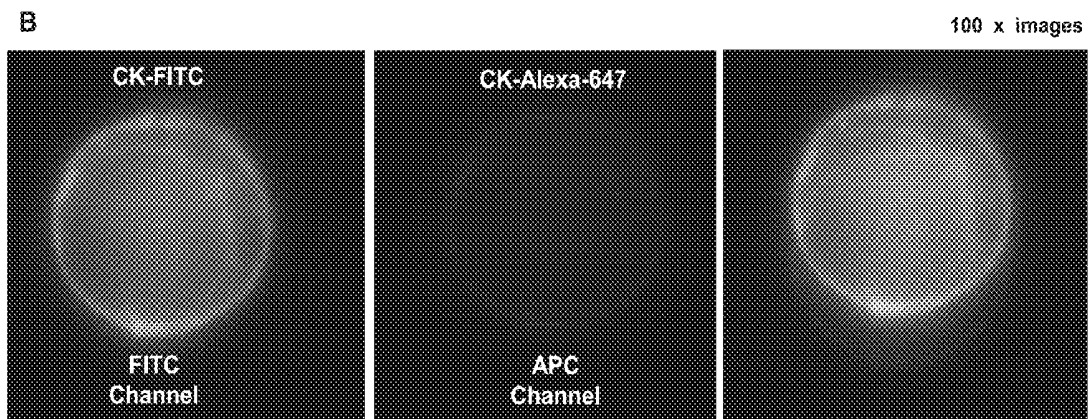 B
100 x images
CK-FITC
CK-Alexa-647
FITC
Channel
APC
Channel